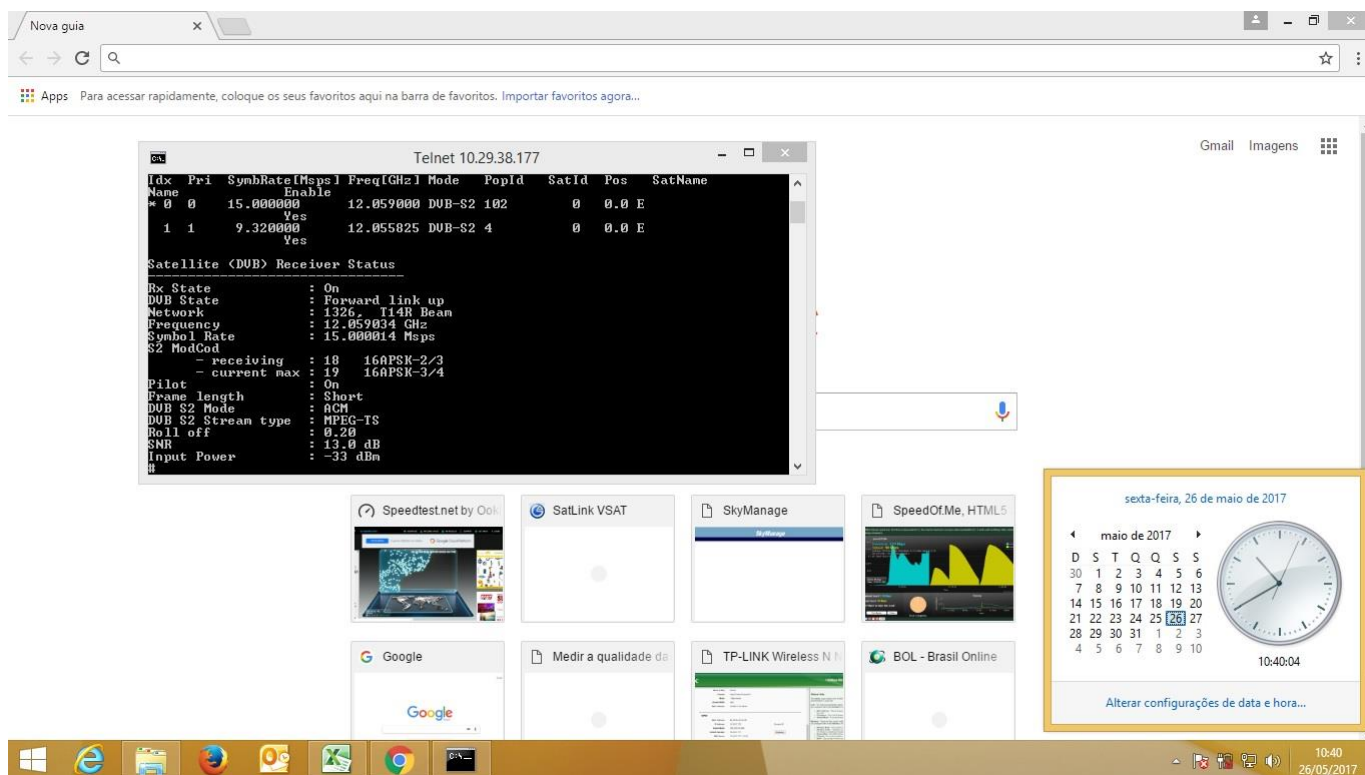 Nova guia
Apps Para acessar rapidamente, coloque os seus favoritos aqui na barra de favoritos. Importar favoritos agora...
Gmail Imagens
Telnet 10.29.38.177
Idx Pri SymbRate[Msps] Freq[GHz] Mode PopId SatId Pos SatName
Name Enable
* 0 0 15.000000 12.059000 DVB-S2 102 0 0.0 E
Yes
1 1 9.320000 12.055825 DVB-S2 4 0 0.0 E
Yes
Satellite (DVB) Receiver Status
Rx State : On
DVB State : Forward link up
Network : 1326, T14R Beam
Frequency : 12.059034 GHz
Symbol Rate : 15.000014 Msps
S2 ModCod
- receiving : 18 16APSK-2/3
- current max : 19 16APSK-3/4
Pilot : On
Frame length : Short
DVB S2 Mode : ACM
DVB S2 Stream type : MPEG-TS
Roll off : 0.20
SNR : 13.0 dB
Input Power : -33 dBm
#
Speedtest.net by Ookl
SatLink VSAT
SkyManage
SpeedOf.Me, HTML5
SkyManage
Google
Medir a qualidade da
TP-LINK Wireless N
BOL - Brasil Online
Google
sexta-feira, 26 de maio de 2017
maio de 2017
D S T Q Q S S
30 1 2 3 4 5 6
7 8 9 10 11 12 13
14 15 16 17 18 19 20
21 22 23 24 25 26 27
28 29 30 31 1 2 3
4 5 6 7 8 9 10
10:40:04
Alterar configurações de data e hora...
10:40
26/05/2017